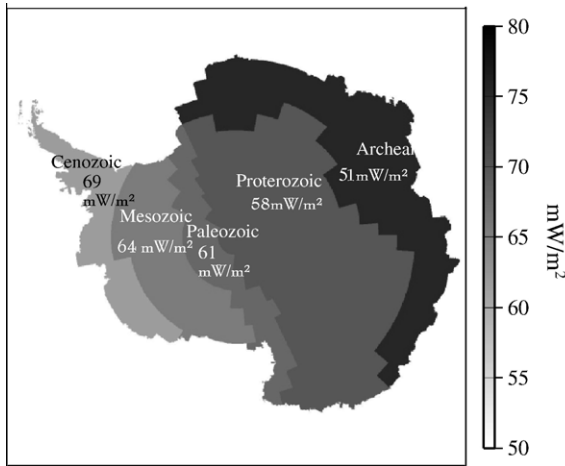 Cenozoic
69
mW/m²
Mesozoic
64 mW/m²
Paleozoic
61
mW/m²
Proterozoic
58mW/m²
Archean
51mW/m²
80
75
70
65
60
55
50
mW/m²